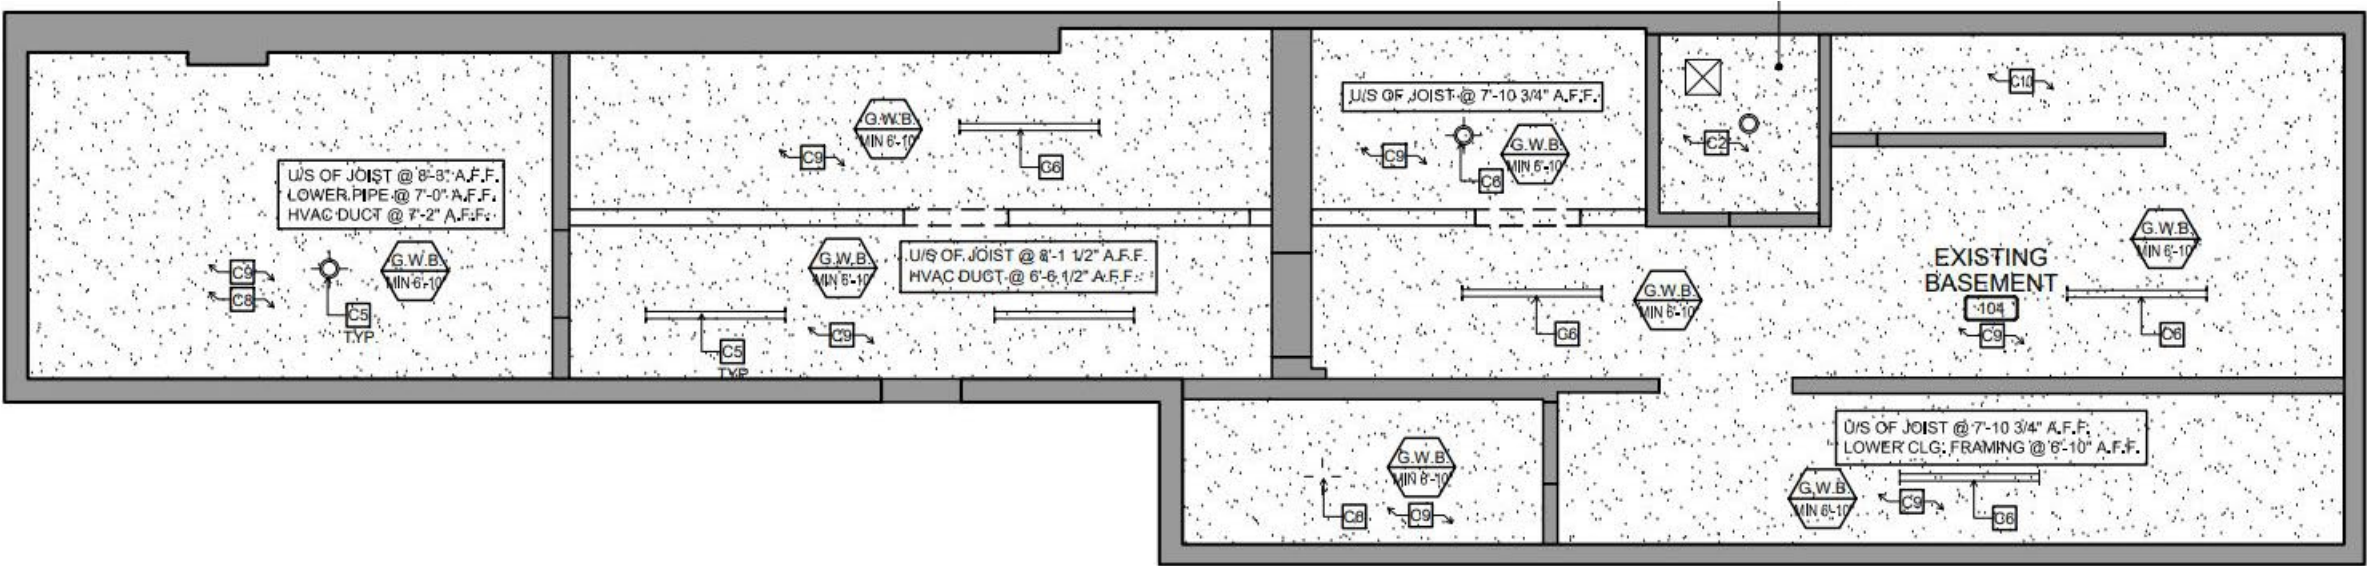 U/S OF JOIST @ 8'-8" A.F.F.
LOWER PIPE @ 7'-0" A.F.F.
HVAC DUCT @ 7'-2" A.F.F.
C9
C8
C5
TYP.
G.W.B.
MIN 6'-10"
C9
G.W.B.
MIN 6'-10"
C6
G.W.B.
MIN 6'-10"
U/S OF JOIST @ 8'-1 1/2" A.F.F.
HVAC DUCT @ 6'-6 1/2" A.F.F.
C5
TYP.
C9
U/S OF JOIST @ 7'-10 3/4" A.F.F.
C9
C6
G.W.B.
MIN 6'-10"
C2
C10
C6
G.W.B.
MIN 6'-10"
EXISTING
BASEMENT
104
C9
G.W.B.
MIN 6'-10"
C6
G.W.B.
MIN 6'-10"
C9
U/S OF JOIST @ 7'-10 3/4" A.F.F.
LOWER CLG. FRAMING @ 6'-10" A.F.F.
G.W.B.
MIN 6'-10"
C9
C6